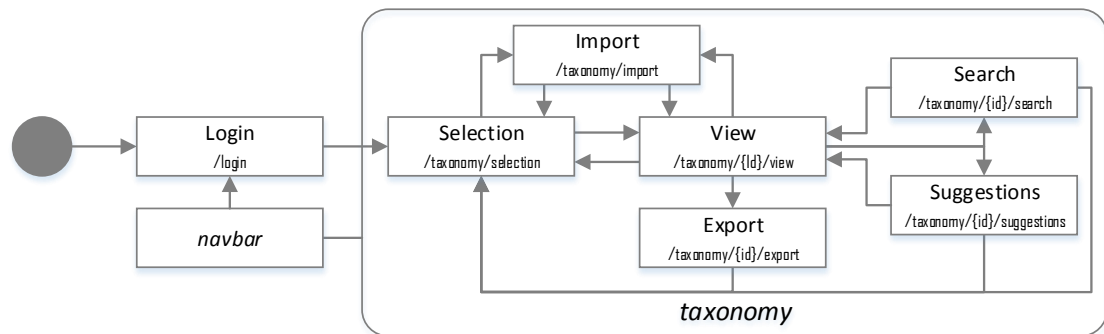 Import
/taxonomy/import
Search
/taxonomy/{id}/search
Login
/login
Selection
/taxonomy/selection
View
/taxonomy/{Id}/view
Suggestions
/taxonomy/{id}/suggestions
navbar
Export
/taxonomy/{id}/export
taxonomy